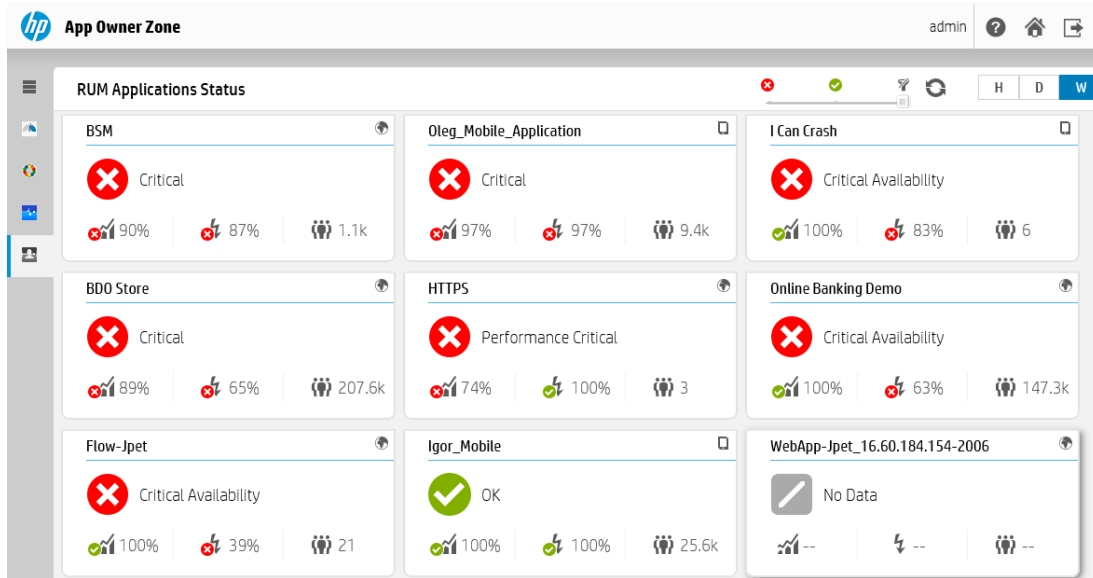 hp App Owner Zone admin ?
RUM Applications Status H D W
BSM
Critical
90% 87% 1.1k
Oleg_Mobile_Application
Critical
97% 97% 9.4k
I Can Crash
Critical Availability
100% 83% 6
BDO Store
Critical
89% 65% 207.6k
HTTPS
Performance Critical
74% 100% 3
Online Banking Demo
Critical Availability
100% 63% 147.3k
Flow-Jpet
Critical Availability
100% 39% 21
Igor_Mobile
OK
100% 100% 25.6k
WebApp-Jpet_16.60.184.154-2006
No Data
-- -- --